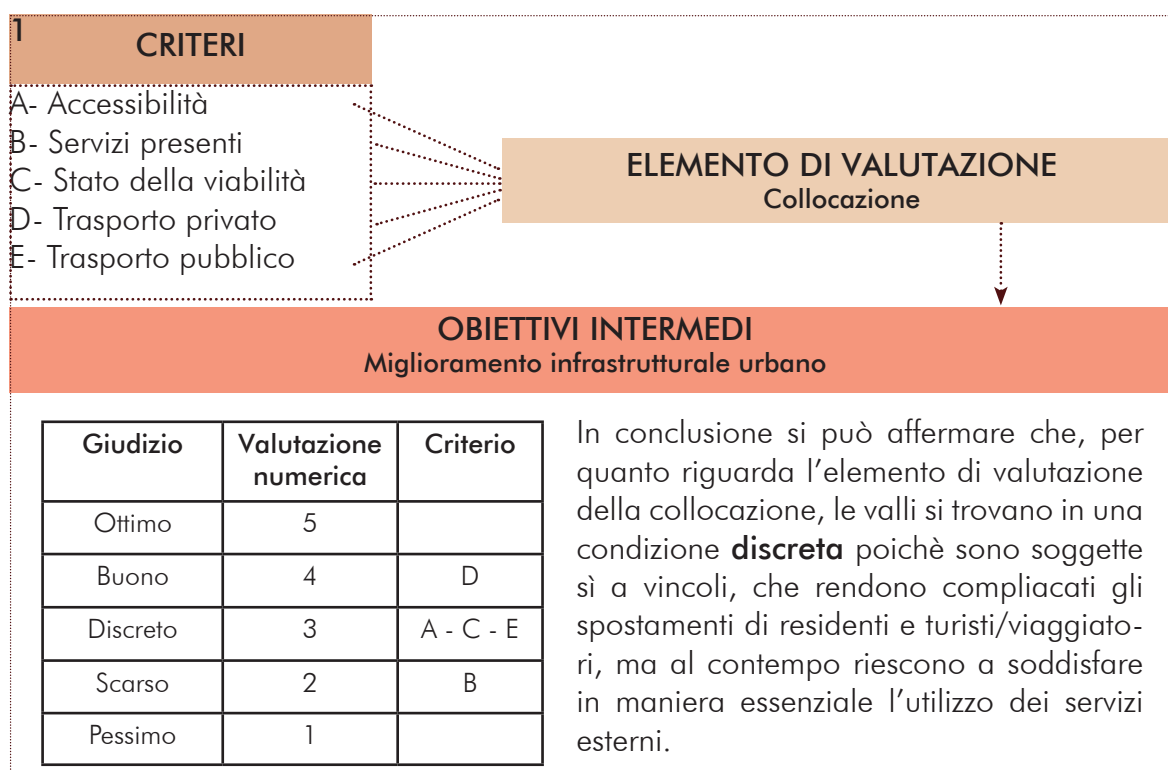 1
CRITERI
A- Accessibilità
B- Servizi presenti
C- Stato della viabilità
D- Trasporto privato
E- Trasporto pubblico
ELEMENTO DI VALUTAZIONE
Collocazione
OBIETTIVI INTERMEDI
Miglioramento infrastrutturale urbano
Giudizio Valutazione numerica Criterio
Ottimo 5
Buono 4 D
Discreto 3 A - C - E
Scarso 2 B
Pessimo 1
In conclusione si può affermare che, per
quanto riguarda l'elemento di valutazione
della collocazione, le valli si trovano in una
condizione discreta poichè sono soggette
sì a vincoli, che rendono compliacati gli
spostamenti di residenti e turisti/viaggiato-
ri, ma al contempo riescono a soddisfare
in maniera essenziale l'utilizzo dei servizi
esterni.